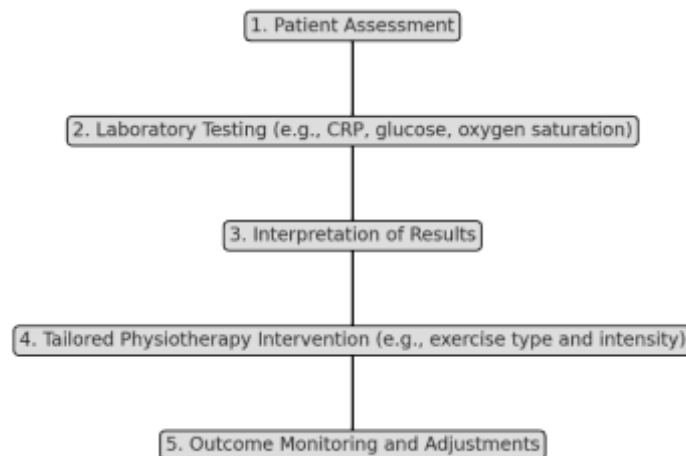 1. Patient Assessment
2. Laboratory Testing (e.g., CRP, glucose, oxygen saturation)
3. Interpretation of Results
4. Tailored Physiotherapy Intervention (e.g., exercise type and intensity)
5. Outcome Monitoring and Adjustments